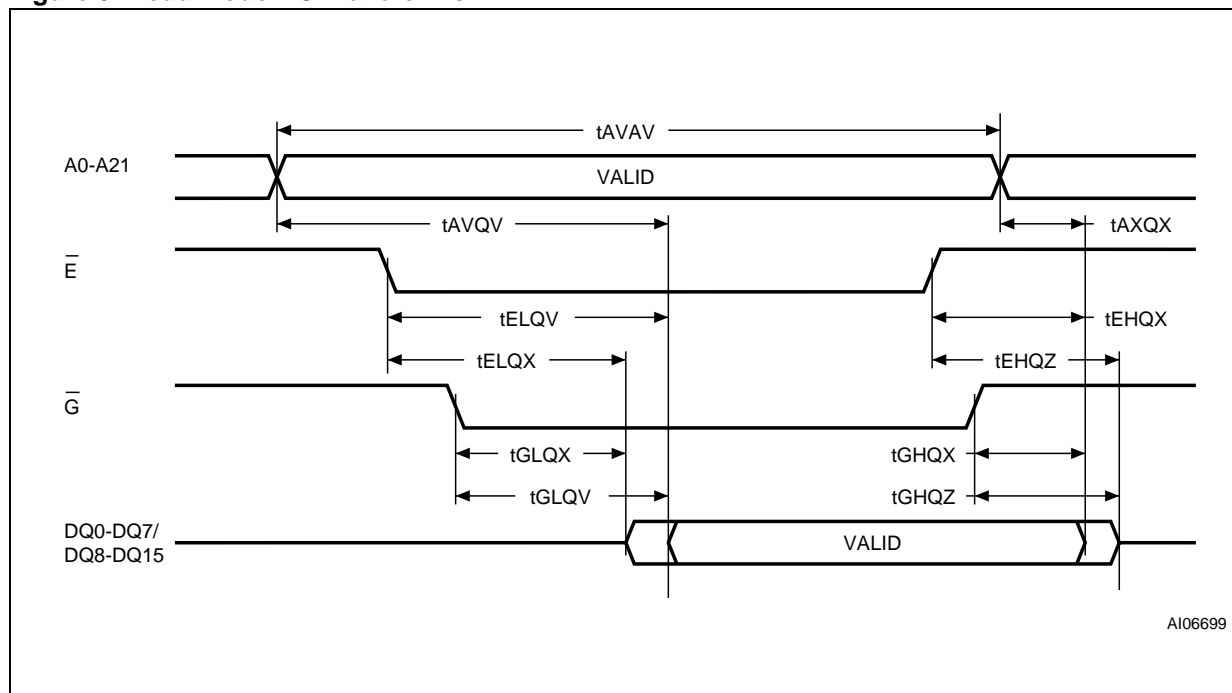 tAVAV
A0-A21
VALID
tAVQV
tAXQX
E
tELQV
tEHQX
tELQX
tEHQZ
G
tGLQX
tGHQX
tGLQV
tGHQZ
DQ0-DQ7/
DQ8-DQ15
VALID
AI06699